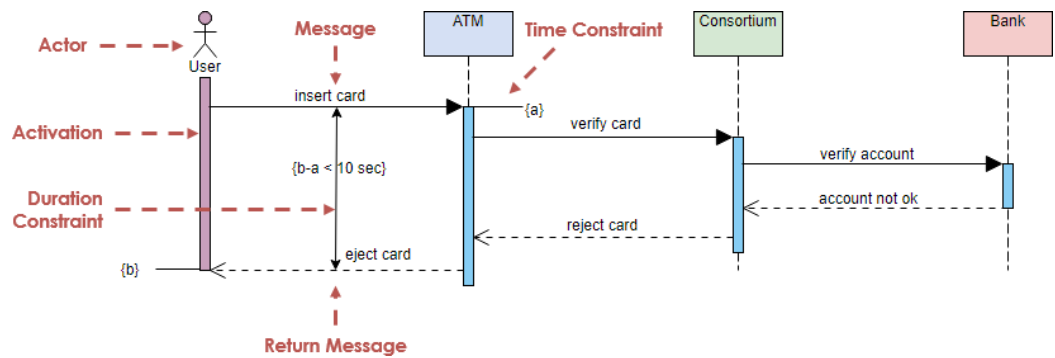 ATM
Consortium
Bank
Message
Time Constraint
Actor
User
insert card
{a}
verify card
Activation
verify account
{b-a < 10 sec}
Duration
Constraint
account not ok
reject card
eject card
{b}
Return Message